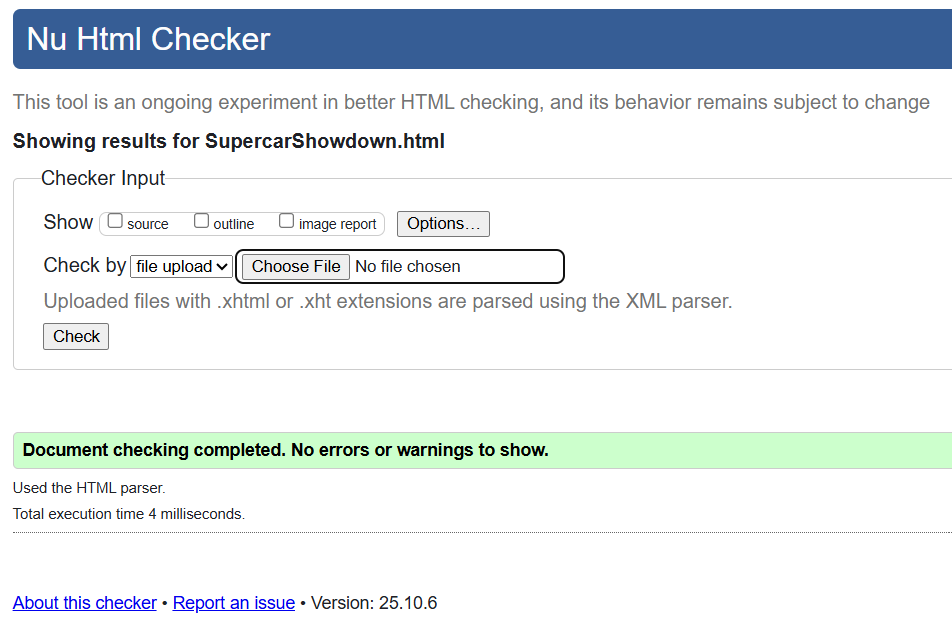 Nu Html Checker
This tool is an ongoing experiment in better HTML checking, and its behavior remains subject to change
Showing results for SupercarShowdown.html
Checker Input
Show source outline image report Options…
Check by file upload Choose File No file chosen
Uploaded files with .xhtml or .xht extensions are parsed using the XML parser.
Check
Document checking completed. No errors or warnings to show.
Used the HTML parser.
Total execution time 4 milliseconds.
About this checker • Report an issue • Version: 25.10.6